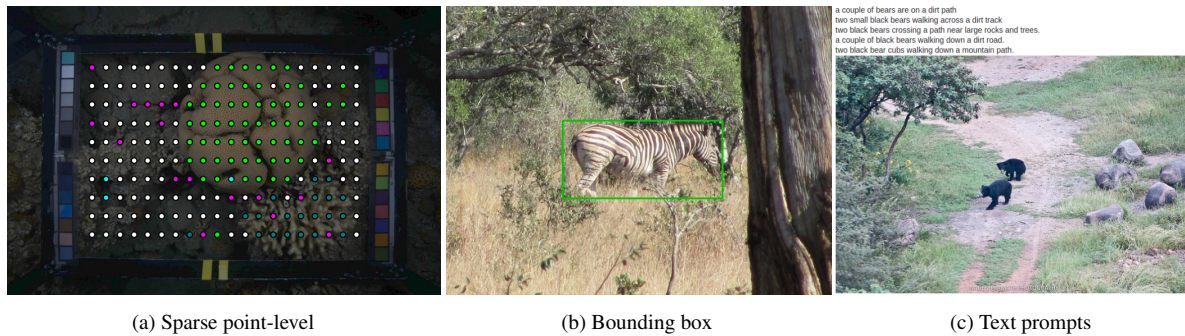 a couple of bears are on a dirt path
two small black bears walking across a dirt track
two black bears crossing a path near large rocks and trees.
a couple of black bears walking down a dirt road.
two black bear cubs walking down a mountain path.
(a) Sparse point-level
(b) Bounding box
(c) Text prompts